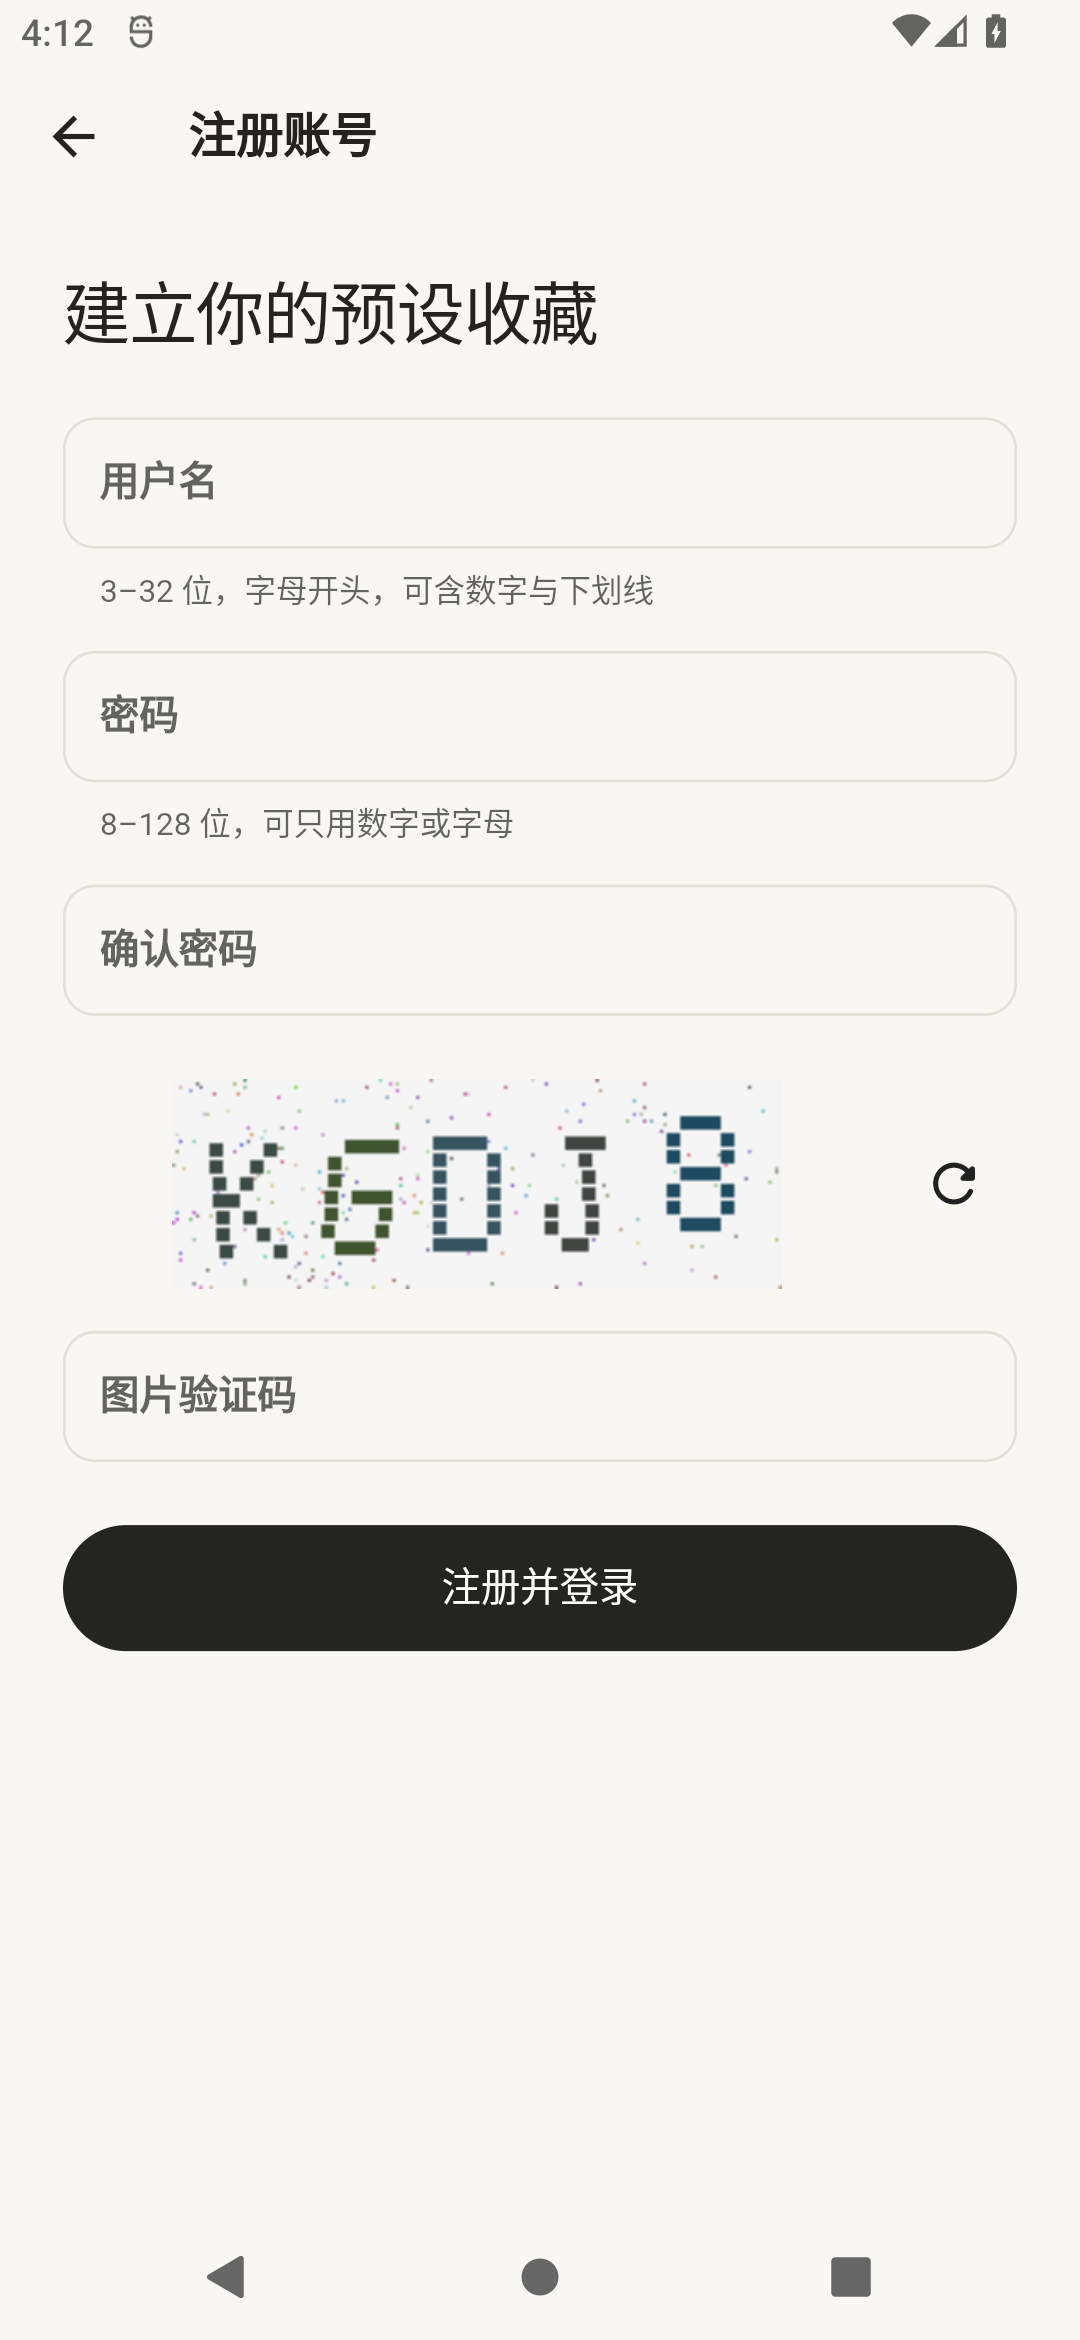 4:12
注册账号
建立你的预设收藏
用户名
3–32 位，字母开头，可含数字与下划线
密码
8–128 位，可只用数字或字母
确认密码
KGDJ8
图片验证码
注册并登录